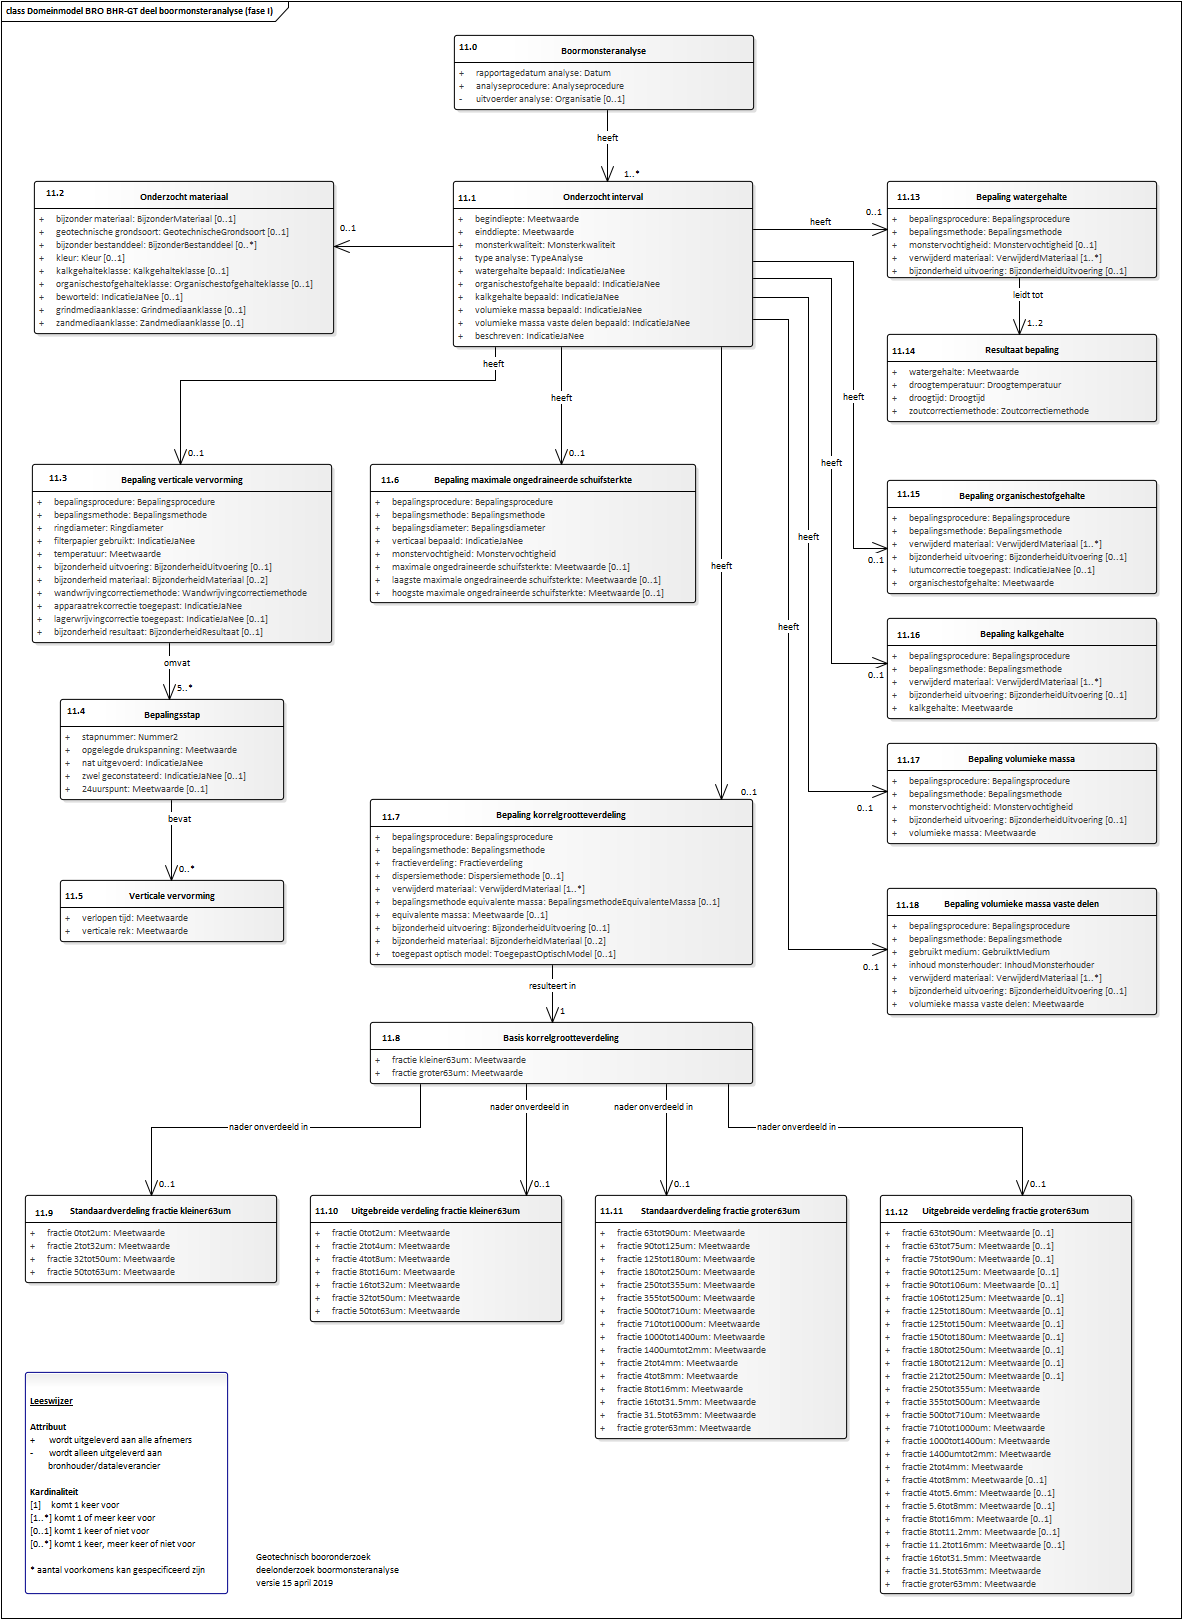 class Domeinmodel BRO BHR-GT deel boormonsteranalyse (fase I)
11.0 Boormonsteranalyse
+ rapportagedatum analyse: Datum
+ analyseprocedure: Analyseprocedure
- uitvoerder analyse: Organisatie [0..1]
heeft
1..*
11.2 Onderzocht materiaal
+ bijzonder materiaal: BijzonderMateriaal [0..1]
+ geotechnische grondsoort: GeotechnischeGrondsoort [0..1]
+ bijzonder bestanddeel: BijzonderBestanddeel [0..*]
+ kleur: Kleur [0..1]
+ kalkgehalteklasse: Kalkgehalteklasse [0..1]
+ organischestofgehalteklasse: Organischestofgehalteklasse [0..1]
+ beworteld: IndicatieJaNee [0..1]
+ grindmediaanklasse: Grindmediaanklasse [0..1]
+ zandmediaanklasse: Zandmediaanklasse [0..1]
0..1
11.1 Onderzocht interval
+ begindiepte: Meetwaarde
+ einddiepte: Meetwaarde
+ monsterkwaliteit: Monsterkwaliteit
+ type analyse: TypeAnalyse
+ watergehalte bepaald: IndicatieJaNee
+ organischestofgehalte bepaald: IndicatieJaNee
+ kalkgehalte bepaald: IndicatieJaNee
+ volumieke massa bepaald: IndicatieJaNee
+ volumieke massa vaste delen bepaald: IndicatieJaNee
+ beschreven: IndicatieJaNee
heeft
0..1
11.13 Bepaling watergehalte
+ bepalingsprocedure: Bepalingsprocedure
+ bepalingsmethode: Bepalingsmethode
+ monstervochtigheid: Monstervochtigheid [0..1]
+ verwijderd materiaal: VerwijderdMateriaal [1..*]
+ bijzonderheid uitvoering: BijzonderheidUitvoering [0..1]
leidt tot
1..2
11.14 Resultaat bepaling
+ watergehalte: Meetwaarde
+ droogtemperatuur: Droogtemperatuur
+ droogtijd: Droogtijd
+ zoutcorrectiemethode: Zoutcorrectiemethode
heeft
0..1
heeft
0..1
heeft
0..1
heeft
0..1
heeft
0..1
heeft
0..1
heeft
0..1
11.3 Bepaling verticale vervorming
+ bepalingsprocedure: Bepalingsprocedure
+ bepalingsmethode: Bepalingsmethode
+ ringdiameter: Ringdiameter
+ filterpapier gebruikt: IndicatieJaNee
+ temperatuur: Meetwaarde
+ bijzonderheid uitvoering: BijzonderheidUitvoering [0..1]
+ bijzonderheid materiaal: BijzonderheidMateriaal [0..2]
+ wandwrijvingcorrectiemethode: Wandwrijvingcorrectiemethode
+ apparaatrekcorrectie toegepast: IndicatieJaNee
+ lagerwrijvingcorrectie toegepast: IndicatieJaNee [0..1]
+ bijzonderheid resultaat: BijzonderheidResultaat [0..1]
11.6 Bepaling maximale ongedraineerde schuifsterkte
+ bepalingsprocedure: Bepalingsprocedure
+ bepalingsmethode: Bepalingsmethode
+ bepalingsdiameter: Bepalingsdiameter
+ verticaal bepaald: IndicatieJaNee
+ monstervochtigheid: Monstervochtigheid
+ maximale ongedraineerde schuifsterkte: Meetwaarde [0..1]
+ laagste maximale ongedraineerde schuifsterkte: Meetwaarde [0..1]
+ hoogste maximale ongedraineerde schuifsterkte: Meetwaarde [0..1]
11.15 Bepaling organischestofgehalte
+ bepalingsprocedure: Bepalingsprocedure
+ bepalingsmethode: Bepalingsmethode
+ verwijderd materiaal: VerwijderdMateriaal [1..*]
+ bijzonderheid uitvoering: BijzonderheidUitvoering [0..1]
+ lutumcorrectie toegepast: IndicatieJaNee [0..1]
+ organischestofgehalte: Meetwaarde
11.16 Bepaling kalkgehalte
+ bepalingsprocedure: Bepalingsprocedure
+ bepalingsmethode: Bepalingsmethode
+ verwijderd materiaal: VerwijderdMateriaal [1..*]
+ bijzonderheid uitvoering: BijzonderheidUitvoering [0..1]
+ kalkgehalte: Meetwaarde
11.17 Bepaling volumieke massa
+ bepalingsprocedure: Bepalingsprocedure
+ bepalingsmethode: Bepalingsmethode
+ monstervochtigheid: Monstervochtigheid
+ bijzonderheid uitvoering: BijzonderheidUitvoering [0..1]
+ volumieke massa: Meetwaarde
11.18 Bepaling volumieke massa vaste delen
+ bepalingsprocedure: Bepalingsprocedure
+ bepalingsmethode: Bepalingsmethode
+ gebruikt medium: GebruiktMedium
+ inhoud monsterhouder: InhoudMonsterhouder
+ verwijderd materiaal: VerwijderdMateriaal [1..*]
+ bijzonderheid uitvoering: BijzonderheidUitvoering [0..1]
+ volumieke massa vaste delen: Meetwaarde
omvat
5..*
11.4 Bepalingsstap
+ stapnummer: Nummer2
+ opgelegde drukspanning: Meetwaarde
+ nat uitgevoerd: IndicatieJaNee
+ zwel geconstateerd: IndicatieJaNee [0..1]
+ 24uurspunt: Meetwaarde [0..1]
bevat
0..*
11.5 Verticale vervorming
+ verlopen tijd: Meetwaarde
+ verticale rek: Meetwaarde
11.7 Bepaling korrelgrootteverdeling
+ bepalingsprocedure: Bepalingsprocedure
+ bepalingsmethode: Bepalingsmethode
+ fractieverdeling: Fractieverdeling
+ dispersiemethode: Dispersiemethode [0..1]
+ verwijderd materiaal: VerwijderdMateriaal [1..*]
+ bepalingsmethode equivalente massa: BepalingsmethodeEquivalenteMassa [0..1]
+ equivalente massa: Meetwaarde [0..1]
+ bijzonderheid uitvoering: BijzonderheidUitvoering [0..1]
+ bijzonderheid materiaal: BijzonderheidMateriaal [0..2]
+ toegepast optisch model: ToegepastOptischModel [0..1]
resulteert in
1
11.8 Basis korrelgrootteverdeling
+ fractie kleiner63um: Meetwaarde
+ fractie groter63um: Meetwaarde
nader onverdeeld in
0..1
nader onverdeeld in
0..1
nader onverdeeld in
0..1
nader onverdeeld in
0..1
11.9 Standaardverdeling fractie kleiner63um
+ fractie 0tot2um: Meetwaarde
+ fractie 2tot32um: Meetwaarde
+ fractie 32tot50um: Meetwaarde
+ fractie 50tot63um: Meetwaarde
11.10 Uitgebreide verdeling fractie kleiner63um
+ fractie 0tot2um: Meetwaarde
+ fractie 2tot4um: Meetwaarde
+ fractie 4tot8um: Meetwaarde
+ fractie 8tot16um: Meetwaarde
+ fractie 16tot32um: Meetwaarde
+ fractie 32tot50um: Meetwaarde
+ fractie 50tot63um: Meetwaarde
11.11 Standaardverdeling fractie groter63um
+ fractie 63tot90um: Meetwaarde
+ fractie 90tot125um: Meetwaarde
+ fractie 125tot180um: Meetwaarde
+ fractie 180tot250um: Meetwaarde
+ fractie 250tot355um: Meetwaarde
+ fractie 355tot500um: Meetwaarde
+ fractie 500tot710um: Meetwaarde
+ fractie 710tot1000um: Meetwaarde
+ fractie 1000tot1400um: Meetwaarde
+ fractie 1400umtot2mm: Meetwaarde
+ fractie 2tot4mm: Meetwaarde
+ fractie 4tot8mm: Meetwaarde
+ fractie 8tot16mm: Meetwaarde
+ fractie 16tot31.5mm: Meetwaarde
+ fractie 31.5tot63mm: Meetwaarde
+ fractie groter63mm: Meetwaarde
11.12 Uitgebreide verdeling fractie groter63um
+ fractie 63tot90um: Meetwaarde [0..1]
+ fractie 63tot75um: Meetwaarde [0..1]
+ fractie 75tot90um: Meetwaarde [0..1]
+ fractie 90tot125um: Meetwaarde [0..1]
+ fractie 90tot106um: Meetwaarde [0..1]
+ fractie 106tot125um: Meetwaarde [0..1]
+ fractie 125tot180um: Meetwaarde [0..1]
+ fractie 125tot150um: Meetwaarde [0..1]
+ fractie 150tot180um: Meetwaarde [0..1]
+ fractie 180tot250um: Meetwaarde [0..1]
+ fractie 180tot212um: Meetwaarde [0..1]
+ fractie 212tot250um: Meetwaarde [0..1]
+ fractie 250tot355um: Meetwaarde
+ fractie 355tot500um: Meetwaarde
+ fractie 500tot710um: Meetwaarde
+ fractie 710tot1000um: Meetwaarde
+ fractie 1000tot1400um: Meetwaarde
+ fractie 1400umtot2mm: Meetwaarde
+ fractie 2tot4mm: Meetwaarde
+ fractie 4tot8mm: Meetwaarde [0..1]
+ fractie 4tot5.6mm: Meetwaarde [0..1]
+ fractie 5.6tot8mm: Meetwaarde [0..1]
+ fractie 8tot16mm: Meetwaarde [0..1]
+ fractie 8tot11.2mm: Meetwaarde [0..1]
+ fractie 11.2tot16mm: Meetwaarde [0..1]
+ fractie 16tot31.5mm: Meetwaarde
+ fractie 31.5tot63mm: Meetwaarde
+ fractie groter63mm: Meetwaarde
Leeswijzer
Attribuut
+ wordt uitgeleverd aan alle afnemers
- wordt alleen uitgeleverd aan
bronhouder/dataleverancier
Kardinaliteit
[1] komt 1 keer voor
[1..*] komt 1 of meer keer voor
[0..1] komt 1 keer of niet voor
[0..*] komt 1 keer, meer keer of niet voor
* aantal voorkomens kan gespecificeerd zijn
Geotechnisch booronderzoek
deelonderzoek boormonsteranalyse
versie 15 april 2019